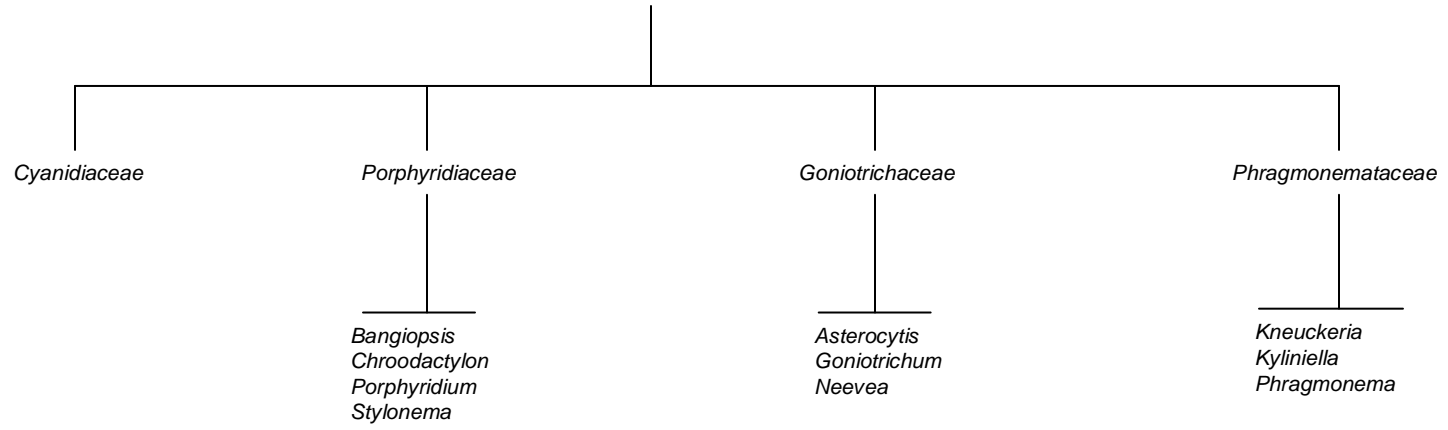 Cyanidiaceae
Porphyridiaceae
Goniotrichaceae
Phragmonemataceae
Bangiopsis
Chroodactylon
Porphyridium
Stylonema
Asterocytis
Goniotrichum
Neevea
Kneuckeria
Kyliniella
Phragmonema